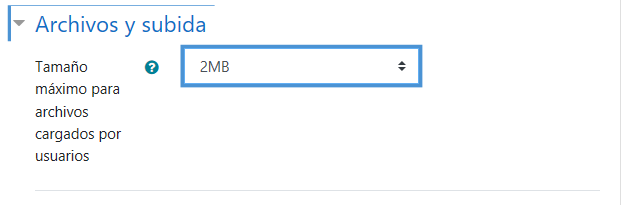 Archivos y subida
Tamaño
máximo para
archivos
cargados por
usuarios
?
2MB